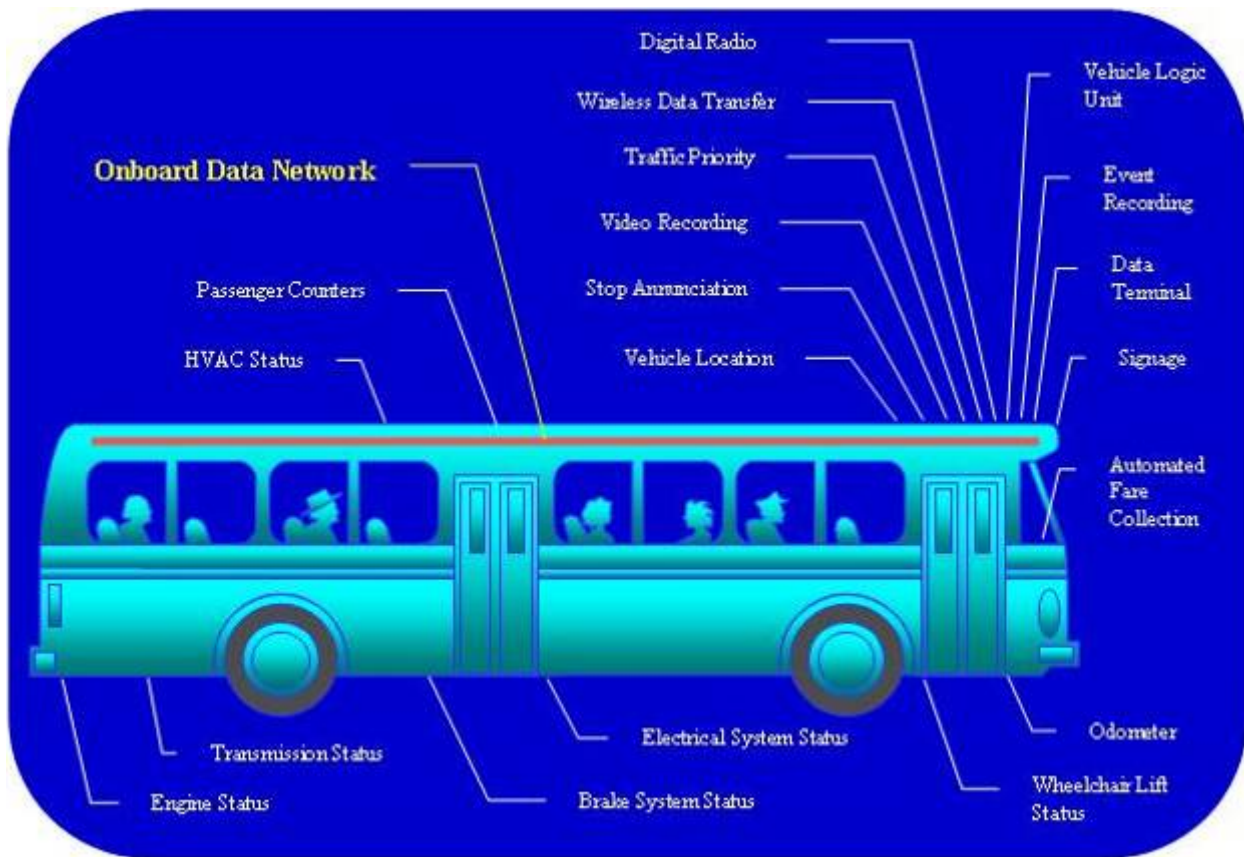 Digital Radio
Vehicle Logic
Unit
Wireless Data Transfer
Traffic Priority
Onboard Data Network
Event
Recording
Video Recording
Data
Terminal
Stop Annunciation
Passenger Counters
Vehicle Location
HVAC Status
Signage
Automated
Fare
Collection
Odometer
Electrical System Status
Transmission Status
Wheelchair Lift
Status
Engine Status
Brake System Status